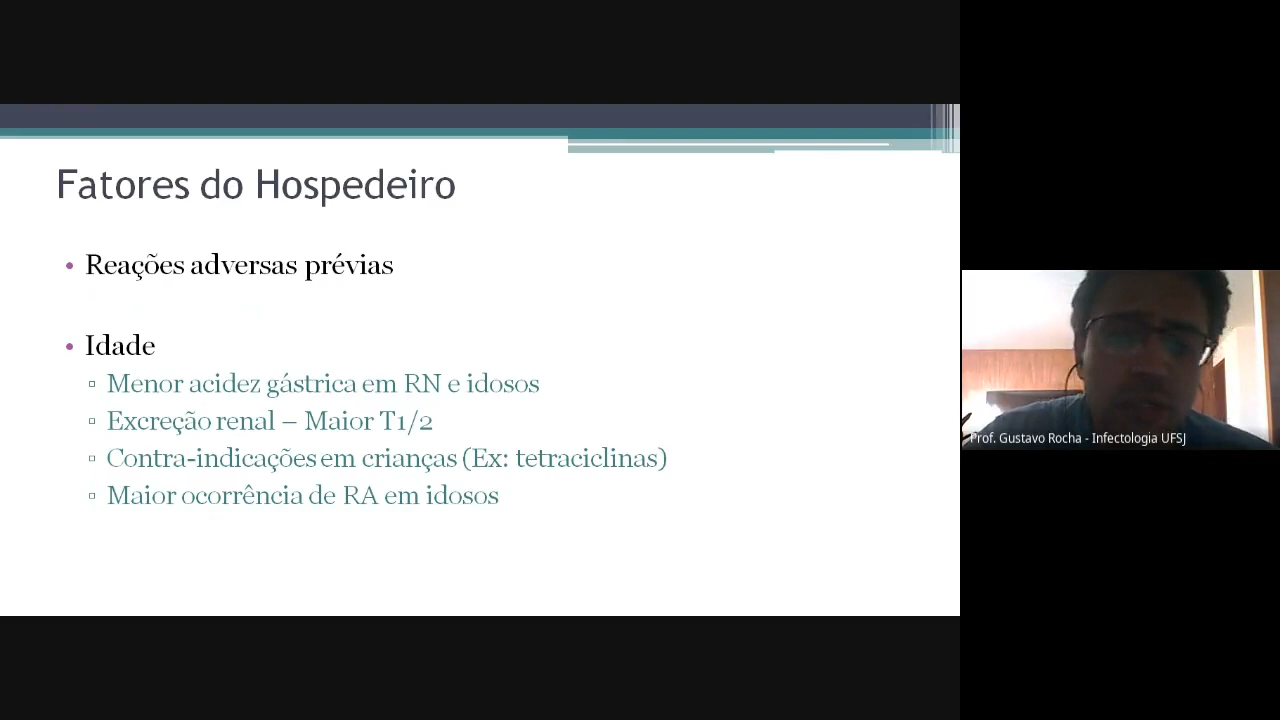 Fatores do Hospedeiro
• Reações adversas prévias
• Idade
▫ Menor acidez gástrica em RN e idosos
▫ Excreção renal – Maior T1/2
▫ Contra-indicações em crianças (Ex: tetraciclinas)
▫ Maior ocorrência de RA em idosos
Prof. Gustavo Rocha - Infectologia UFSJ